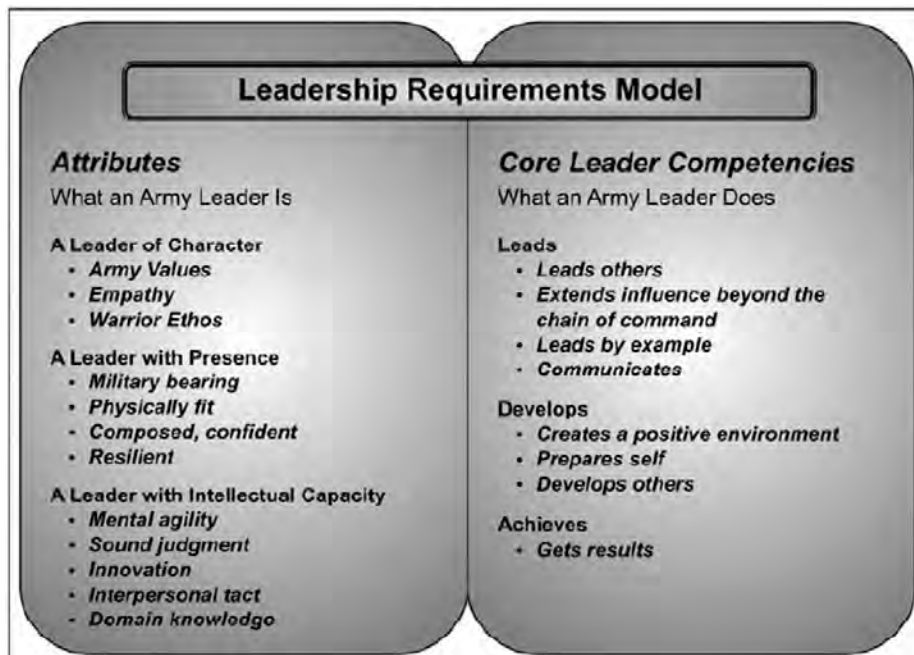 Leadership Requirements Model
Attributes
What an Army Leader Is
A Leader of Character
• Army Values
• Empathy
• Warrior Ethos
A Leader with Presence
• Military bearing
• Physically fit
- Composed, confident
• Resilient
A Leader with Intellectual Capacity
• Mental agility
• Sound judgment
• Innovation
• Interpersonal tact
- Domain knowledge
Core Leader Competencies
What an Army Leader Does
Leads
• Leads others
• Extends influence beyond the
chain of command
• Leads by example
- Communicates
Develops
• Creates a positive environment
• Prepares self
• Develops others
Achieves
• Gets results